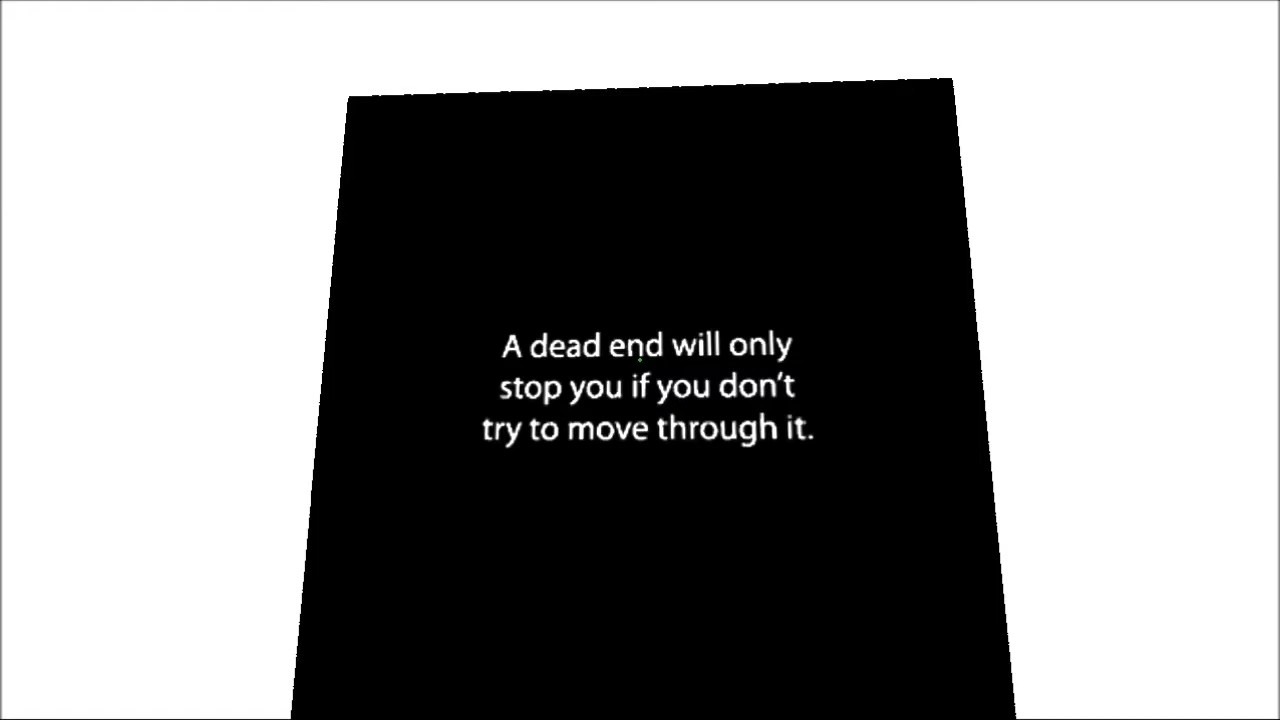 A dead end will only
stop you if you don’t
try to move through it.